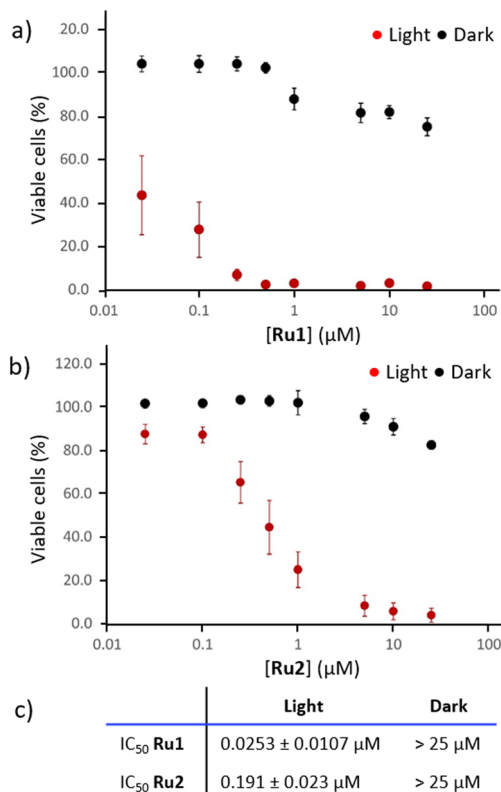 a)
20.0
Light Dark
100.0
80.0
60.0
40.0
20.0
0.0
Viable cells (%)
0.01 0.1 1 10 100
[Ru1] (µM)
b)
120.0
Light Dark
100.0
80.0
60.0
40.0
20.0
0.0
Viable cells (%)
0.01 0.1 1 10 100
[Ru2] (µM)
c)
Light Dark
IC50 Ru1 0.0253 ± 0.0107 µM > 25 µM
IC50 Ru2 0.191 ± 0.023 µM > 25 µM